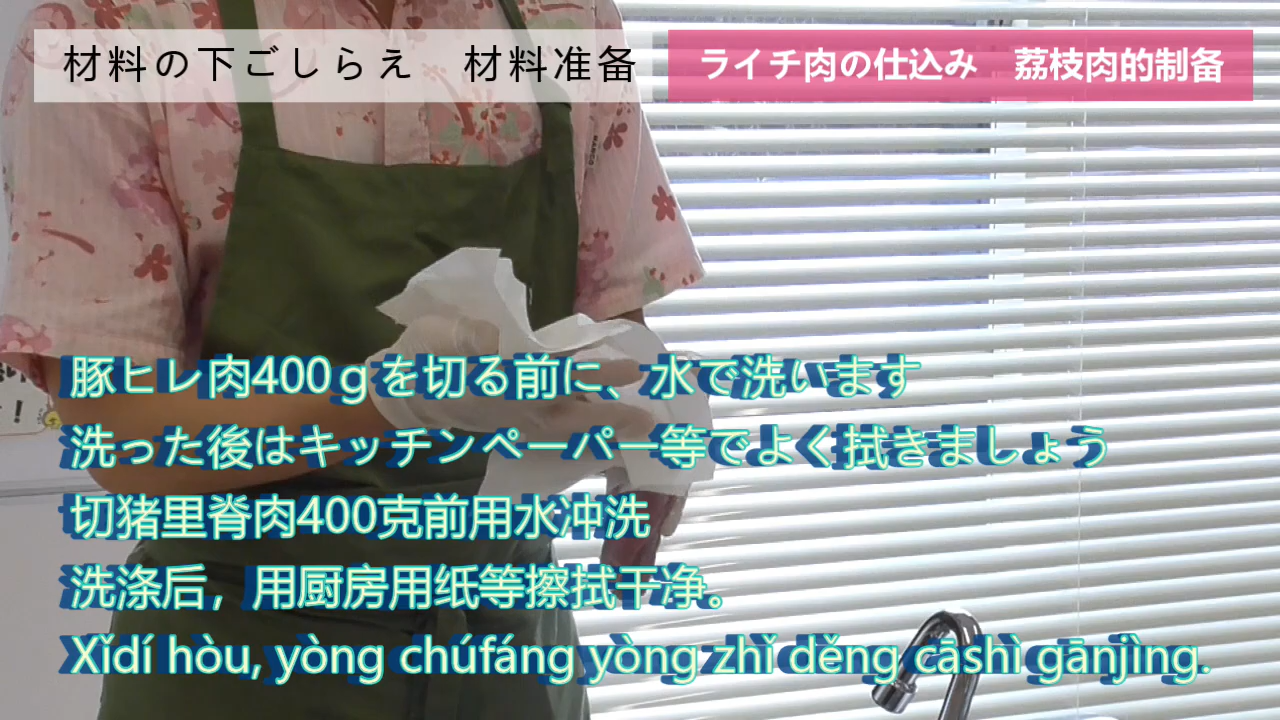 材料の下ごしらえ　材料准备
ライチ肉の仕込み　荔枝肉的制备
豚ヒレ肉400ｇを切る前に、水で洗います
洗った後はキッチンペーパー等でよく拭きましょう
切猪里脊肉400克前用水冲洗
洗涤后，用厨房用纸等擦拭干净。
Xǐdí hòu, yòng chúfáng yòng zhǐ děng cāshì gānjìng.